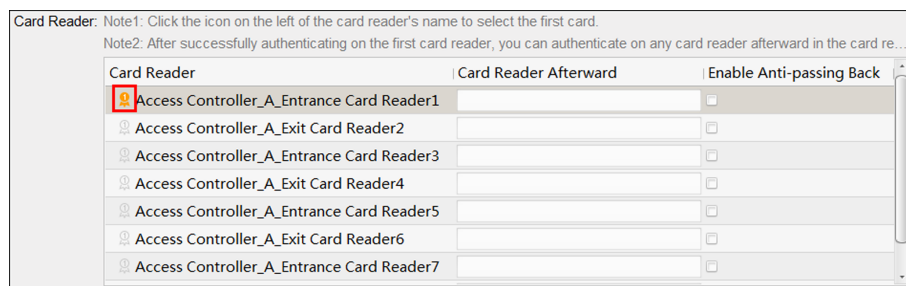 Card Reader: Note1: Click the icon on the left of the card reader's name to select the first card.
Note2: After successfully authenticating on the first card reader, you can authenticate on any card reader afterward in the card re...
Card Reader Card Reader Afterward Enable Anti-passing Back
Access Controller_A_Entrance Card Reader1
Access Controller_A_Exit Card Reader2
Access Controller_A_Entrance Card Reader3
Access Controller_A_Exit Card Reader4
Access Controller_A_Entrance Card Reader5
Access Controller_A_Exit Card Reader6
Access Controller_A_Entrance Card Reader7